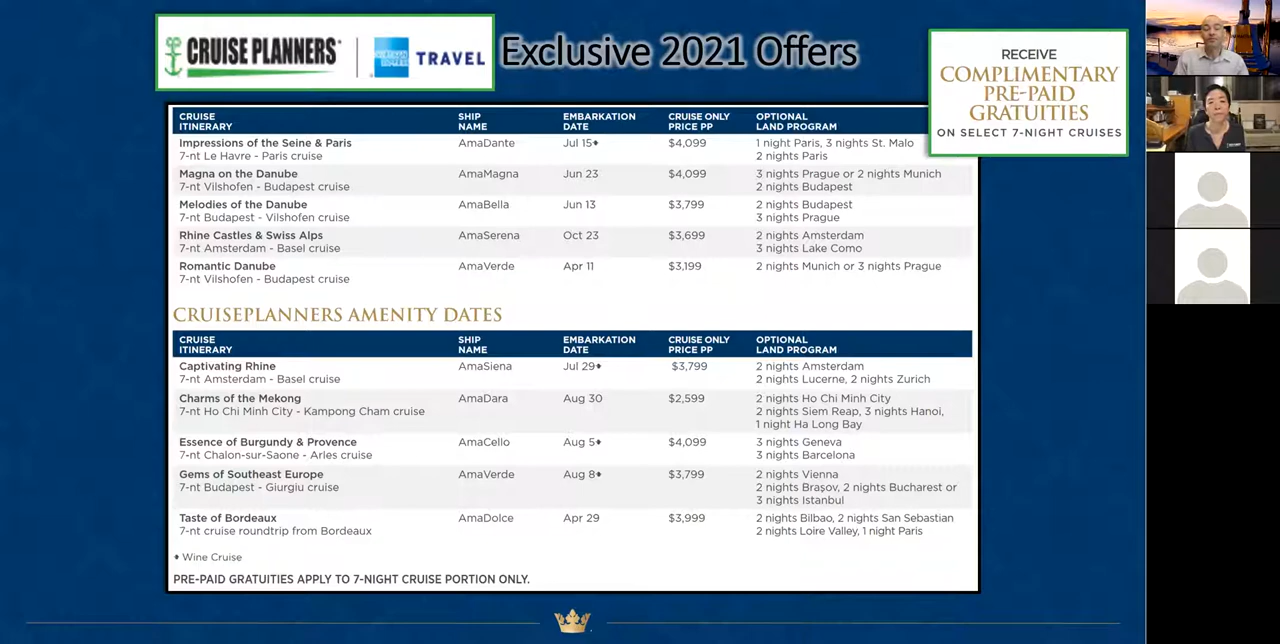 CRUISE PLANNERS® | TRAVEL
Exclusive 2021 Offers
RECEIVE
COMPLIMENTARY
PRE-PAID
GRATUITIES
ON SELECT 7-NIGHT CRUISES
CRUISE ITINERARY SHIP NAME EMBARKATION DATE CRUISE ONLY PRICE PP OPTIONAL LAND PROGRAM
Impressions of the Seine & Paris AmaDante Jul 15♦ $4,099 1 night Paris, 3 nights St. Malo
7-nt Le Havre - Paris cruise 2 nights Paris
Magna on the Danube AmaMagna Jun 23 $4,099 3 nights Prague or 2 nights Munich
7-nt Vilshofen - Budapest cruise 2 nights Budapest
Melodies of the Danube AmaBella Jun 13 $3,799 2 nights Budapest
7-nt Budapest - Vilshofen cruise 3 nights Prague
Rhine Castles & Swiss Alps AmaSerena Oct 23 $3,699 2 nights Amsterdam
7-nt Amsterdam - Basel cruise 3 nights Lake Como
Romantic Danube AmaVerde Apr 11 $3,199 2 nights Munich or 3 nights Prague
7-nt Vilshofen - Budapest cruise
CRUISEPLANNERS AMENITY DATES
CRUISE ITINERARY SHIP NAME EMBARKATION DATE CRUISE ONLY PRICE PP OPTIONAL LAND PROGRAM
Captivating Rhine AmaSiena Jul 29♦ $3,799 2 nights Amsterdam
7-nt Amsterdam - Basel cruise 2 nights Lucerne, 2 nights Zurich
Charms of the Mekong AmaDara Aug 30 $2,599 2 nights Ho Chi Minh City
7-nt Ho Chi Minh City - Kampong Cham cruise 2 nights Siem Reap, 3 nights Hanoi,
1 night Ha Long Bay
Essence of Burgundy & Provence AmaCello Aug 5♦ $4,099 3 nights Geneva
7-nt Chalon-sur-Saone - Arles cruise 3 nights Barcelona
Gems of Southeast Europe AmaVerde Aug 8♦ $3,799 2 nights Vienna
7-nt Budapest - Giurgiu cruise 2 nights Braşov, 2 nights Bucharest or
3 nights Istanbul
Taste of Bordeaux AmaDolce Apr 29 $3,999 2 nights Bilbao, 2 nights San Sebastian
7-nt cruise roundtrip from Bordeaux 2 nights Loire Valley, 1 night Paris
♦ Wine Cruise
PRE-PAID GRATUITIES APPLY TO 7-NIGHT CRUISE PORTION ONLY.